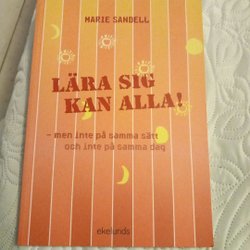 MARIE SANDELL
LÄRA SIG
KAN ALLA!
– men inte på samma sätt
och inte på samma dag
ekelunds